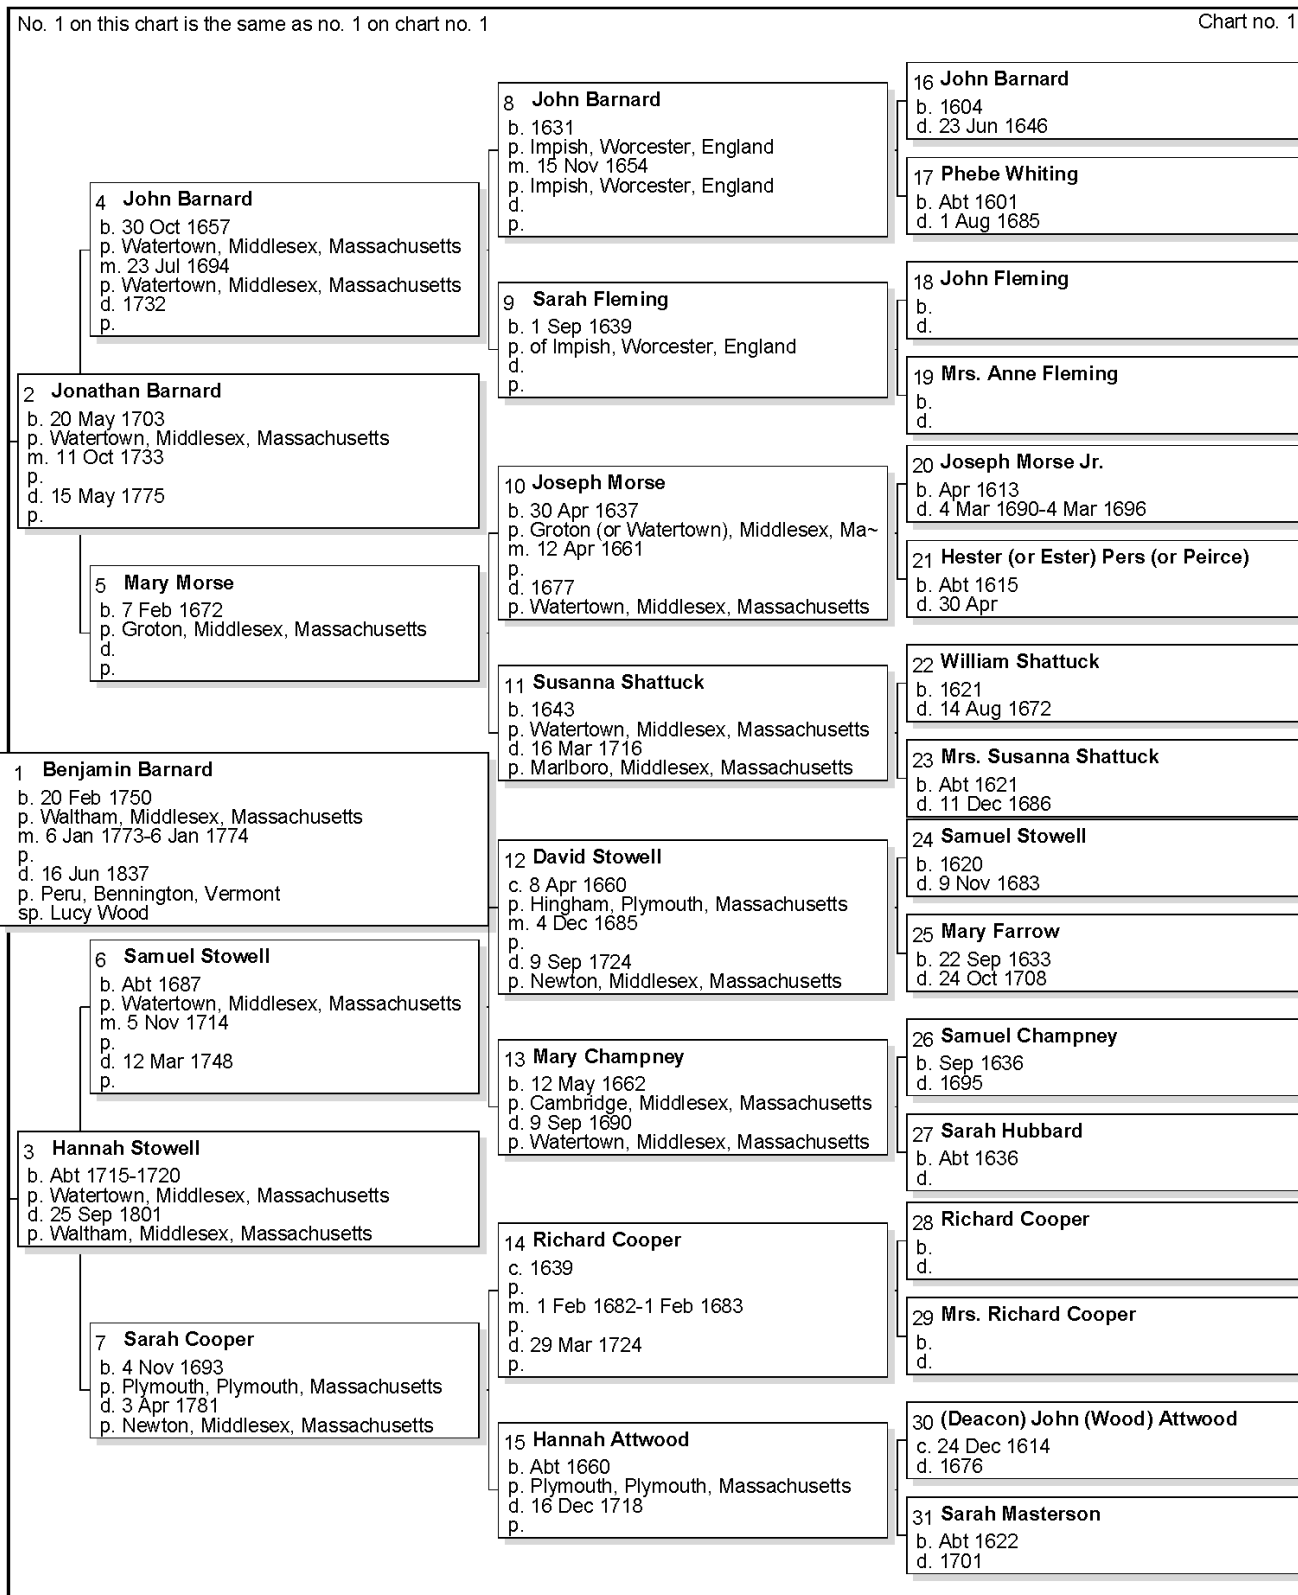 No. 1 on this chart is the same as no. 1 on chart no. 1
Chart no. 1
16 John Barnard
b. 1604
d. 23 Jun 1646
8 John Barnard
b. 1631
p. Impish, Worcester, England
m. 15 Nov 1654
p. Impish, Worcester, England
d.
p.
17 Phebe Whiting
b. Abt 1601
d. 1 Aug 1685
4 John Barnard
b. 30 Oct 1657
p. Watertown, Middlesex, Massachusetts
m. 23 Jul 1694
p. Watertown, Middlesex, Massachusetts
d. 1732
p.
18 John Fleming
b.
d.
9 Sarah Fleming
b. 1 Sep 1639
p. of Impish, Worcester, England
d.
p.
19 Mrs. Anne Fleming
b.
d.
2 Jonathan Barnard
b. 20 May 1703
p. Watertown, Middlesex, Massachusetts
m. 11 Oct 1733
p.
d. 15 May 1775
p.
20 Joseph Morse Jr.
b. Apr 1613
d. 4 Mar 1690-4 Mar 1696
10 Joseph Morse
b. 30 Apr 1637
p. Groton (or Watertown), Middlesex, Ma~
m. 12 Apr 1661
p.
d. 1677
p. Watertown, Middlesex, Massachusetts
21 Hester (or Ester) Pers (or Peirce)
b. Abt 1615
d. 30 Apr
5 Mary Morse
b. 7 Feb 1672
p. Groton, Middlesex, Massachusetts
d.
p.
22 William Shattuck
b. 1621
d. 14 Aug 1672
11 Susanna Shattuck
b. 1643
p. Watertown, Middlesex, Massachusetts
d. 16 Mar 1716
p. Marlboro, Middlesex, Massachusetts
23 Mrs. Susanna Shattuck
b. Abt 1621
d. 11 Dec 1686
1 Benjamin Barnard
b. 20 Feb 1750
p. Waltham, Middlesex, Massachusetts
m. 6 Jan 1773-6 Jan 1774
p.
d. 16 Jun 1837
p. Peru, Bennington, Vermont
sp. Lucy Wood
24 Samuel Stowell
b. 1620
d. 9 Nov 1683
12 David Stowell
c. 8 Apr 1660
p. Hingham, Plymouth, Massachusetts
m. 4 Dec 1685
p.
d. 9 Sep 1724
p. Newton, Middlesex, Massachusetts
25 Mary Farrow
b. 22 Sep 1633
d. 24 Oct 1708
6 Samuel Stowell
b. Abt 1687
p. Watertown, Middlesex, Massachusetts
m. 5 Nov 1714
p.
d. 12 Mar 1748
p.
26 Samuel Champney
b. Sep 1636
d. 1695
13 Mary Champney
b. 12 May 1662
p. Cambridge, Middlesex, Massachusetts
d. 9 Sep 1690
p. Watertown, Middlesex, Massachusetts
27 Sarah Hubbard
b. Abt 1636
d.
3 Hannah Stowell
b. Abt 1715-1720
p. Watertown, Middlesex, Massachusetts
d. 25 Sep 1801
p. Waltham, Middlesex, Massachusetts
28 Richard Cooper
b.
d.
14 Richard Cooper
c. 1639
p.
m. 1 Feb 1682-1 Feb 1683
p.
d. 29 Mar 1724
p.
29 Mrs. Richard Cooper
b.
d.
7 Sarah Cooper
b. 4 Nov 1693
p. Plymouth, Plymouth, Massachusetts
d. 3 Apr 1781
p. Newton, Middlesex, Massachusetts
30 (Deacon) John (Wood) Attwood
c. 24 Dec 1614
d. 1676
15 Hannah Attwood
b. Abt 1660
p. Plymouth, Plymouth, Massachusetts
d. 16 Dec 1718
p.
31 Sarah Masterson
b. Abt 1622
d. 1701